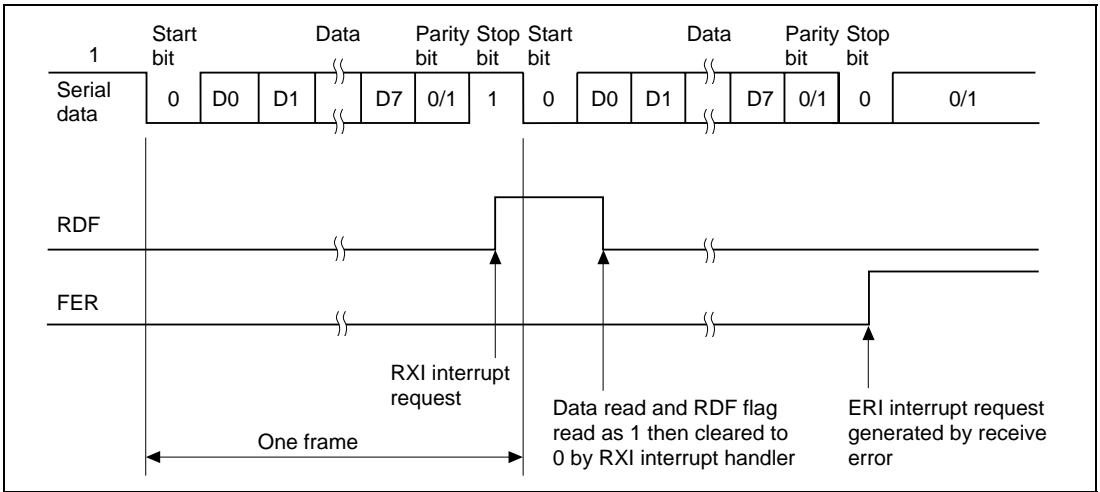 Start Data Parity Stop Start Data Parity Stop
1 bit bit bit bit bit bit
Serial data 0 D0 D1 D7 0/1 1 0 D0 D1 D7 0/1 0 0/1
RDF
FER
RXI interrupt
request
Data read and RDF flag
read as 1 then cleared to
0 by RXI interrupt handler
ERI interrupt request
generated by receive
error
One frame